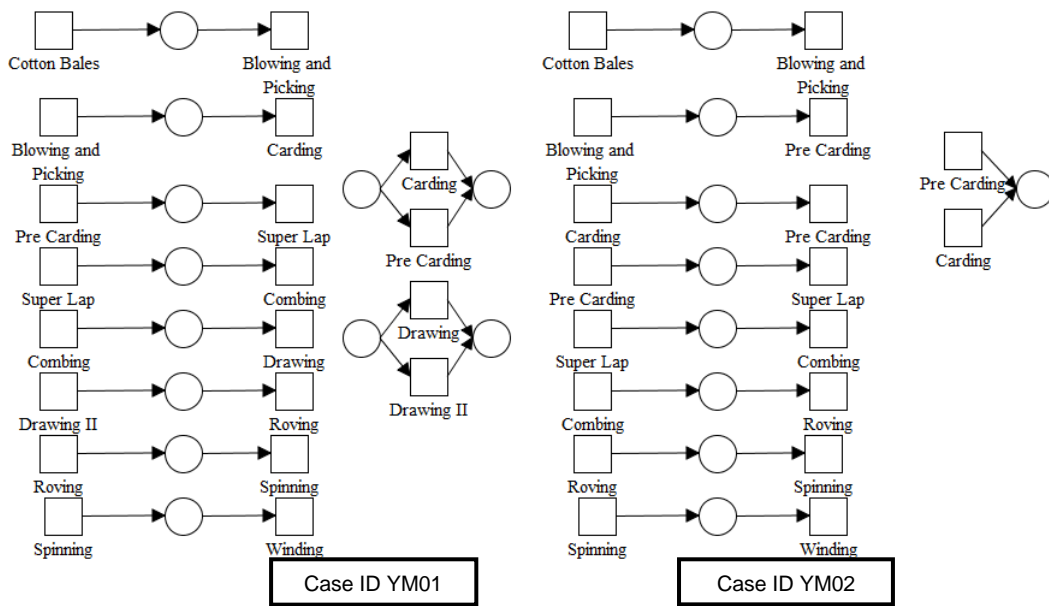 Cotton Bales
Blowing and
Picking
Blowing and
Picking
Carding
Pre Carding
Super Lap
Super Lap
Combing
Combing
Drawing
Drawing II
Roving
Roving
Spinning
Spinning
Winding
Carding
Pre Carding
Drawing
Drawing II
Case ID YM01
Cotton Bales
Blowing and
Picking
Blowing and
Picking
Pre Carding
Carding
Pre Carding
Pre Carding
Super Lap
Super Lap
Combing
Combing
Roving
Roving
Spinning
Spinning
Winding
Pre Carding
Carding
Case ID YM02